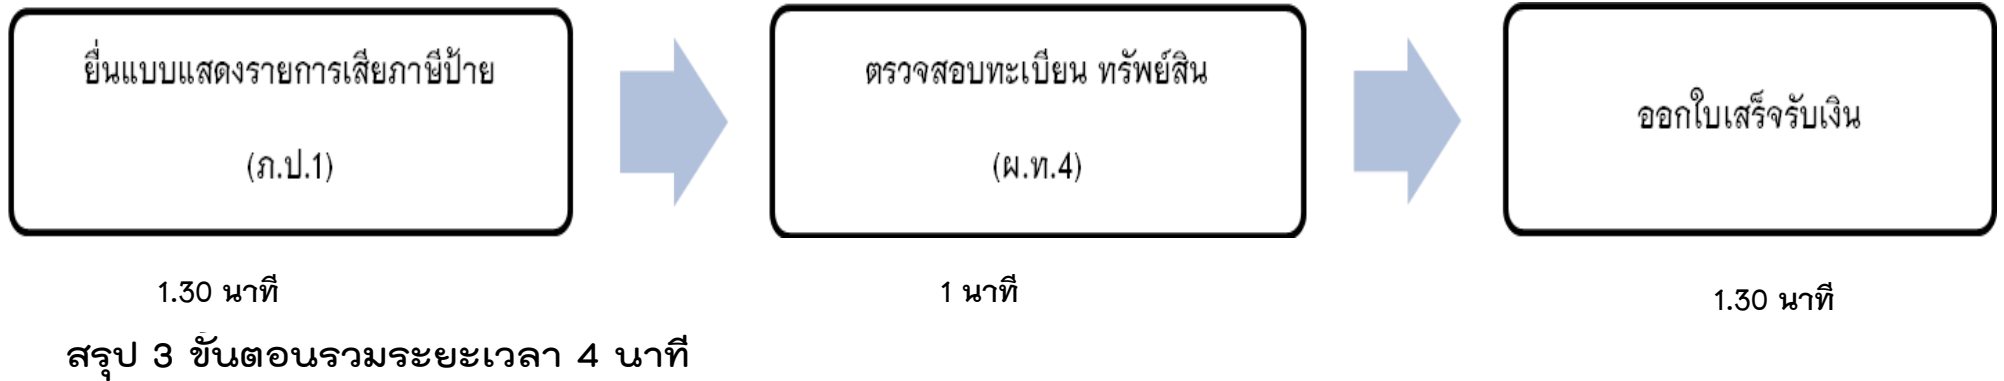 ยื่นแบบแสดงรายการเสียภาษีป้าย
(ภ.ป.1)
ตรวจสอบทะเบียน ทรัพย์สิน
(ผ.ท.4)
ออกใบเสร็จรับเงิน
1.30 นาที
1 นาที
1.30 นาที
สรุป 3 ขั้นตอนรวมระยะเวลา 4 นาที